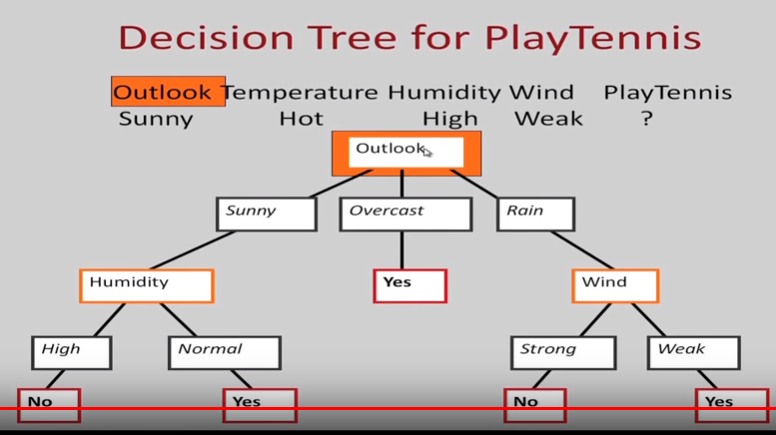 Decision Tree for PlayTennis
Outlook Temperature Humidity Wind PlayTennis
Sunny Hot High Weak ?
Outlook
Sunny Overcast Rain
Humidity Yes Wind
High Normal Strong Weak
No Yes No Yes